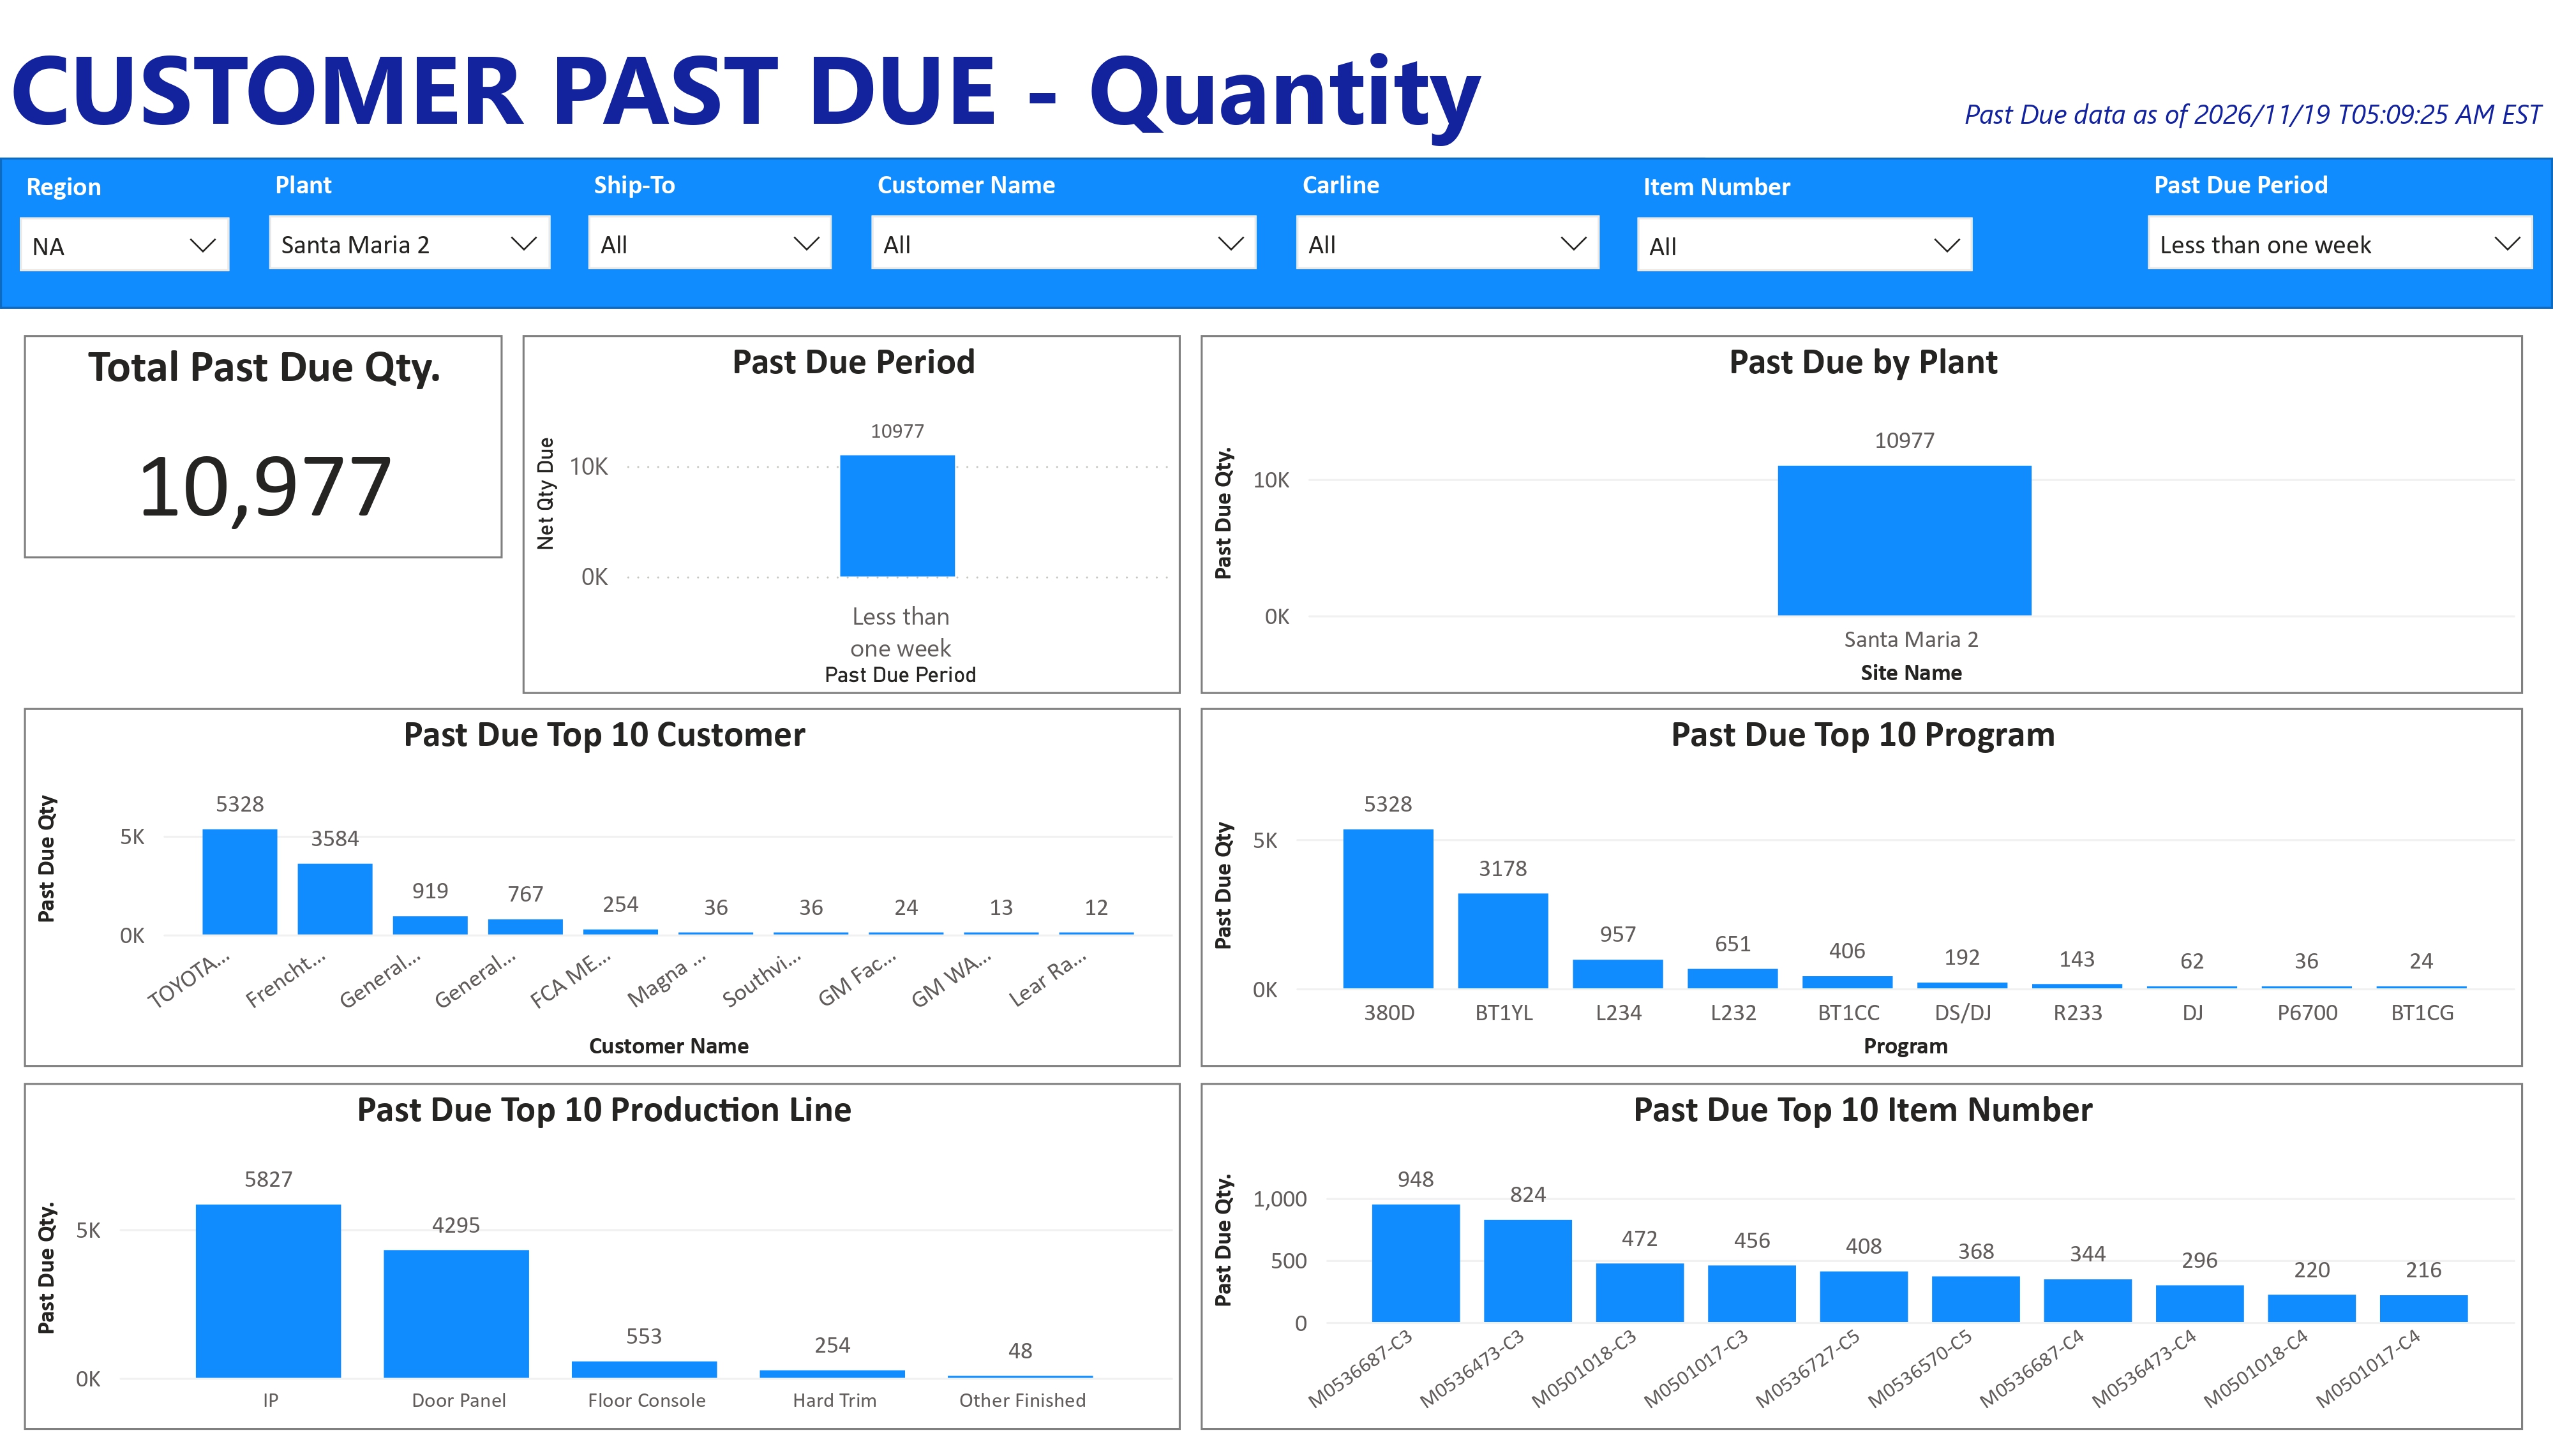 CUSTOMER PAST DUE - Quantity
Past Due data as of 2026/11/19 T05:09:25 AM EST
Region
Plant
Ship-To
Customer Name
Carline
Item Number
Past Due Period
NA
Santa Maria 2
All
All
All
All
Less than one week
Total Past Due Qty.
10,977
Past Due Period
Net Qty Due
10K
0K
10977
Less than
one week
Past Due Period
Past Due by Plant
Past Due Qty.
10K
0K
10977
Santa Maria 2
Site Name
Past Due Top 10 Customer
Past Due Qty
5K
0K
5328
3584
919
767
254
36
36
24
13
12
TOYOTA...
Frencht...
General...
General...
FCA ME...
Magna ...
Southvi...
GM Fac...
GM WA...
Lear Ra...
Customer Name
Past Due Top 10 Program
Past Due Qty
5K
0K
5328
3178
957
651
406
192
143
62
36
24
380D
BT1YL
L234
L232
BT1CC
DS/DJ
R233
DJ
P6700
BT1CG
Program
Past Due Top 10 Production Line
Past Due Qty.
5K
0K
5827
4295
553
254
48
IP
Door Panel
Floor Console
Hard Trim
Other Finished
Past Due Top 10 Item Number
Past Due Qty.
1,000
500
0
948
824
472
456
408
368
344
296
220
216
M0536687-C3
M0536473-C3
M0501018-C3
M0501017-C3
M0536727-C5
M0536570-C5
M0536687-C4
M0536473-C4
M0501018-C4
M0501017-C4